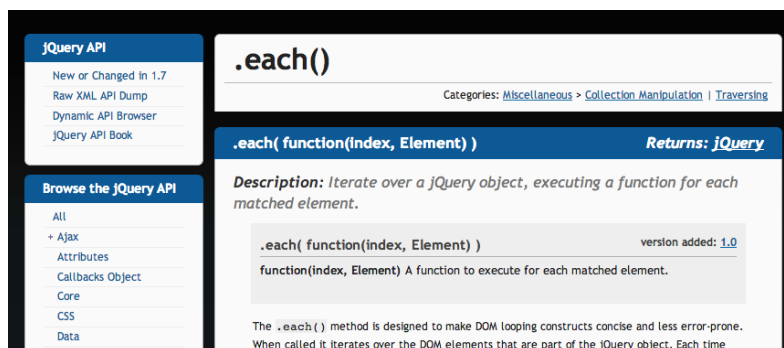 jQuery API
New or Changed in 1.7
Raw XML API Dump
Dynamic API Browser
jQuery API Book
Browse the jQuery API
All
+ Ajax
Attributes
Callbacks Object
Core
CSS
Data
.each()
Categories: Miscellaneous > Collection Manipulation | Traversing
.each( function(index, Element) ) Returns: jQuery
Description: Iterate over a jQuery object, executing a function for each
matched element.
.each( function(index, Element) ) version added: 1.0
function(index, Element) A function to execute for each matched element.
The .each() method is designed to make DOM looping constructs concise and less error-prone.
When called it iterates over the DOM elements that are part of the jQuery object. Each time